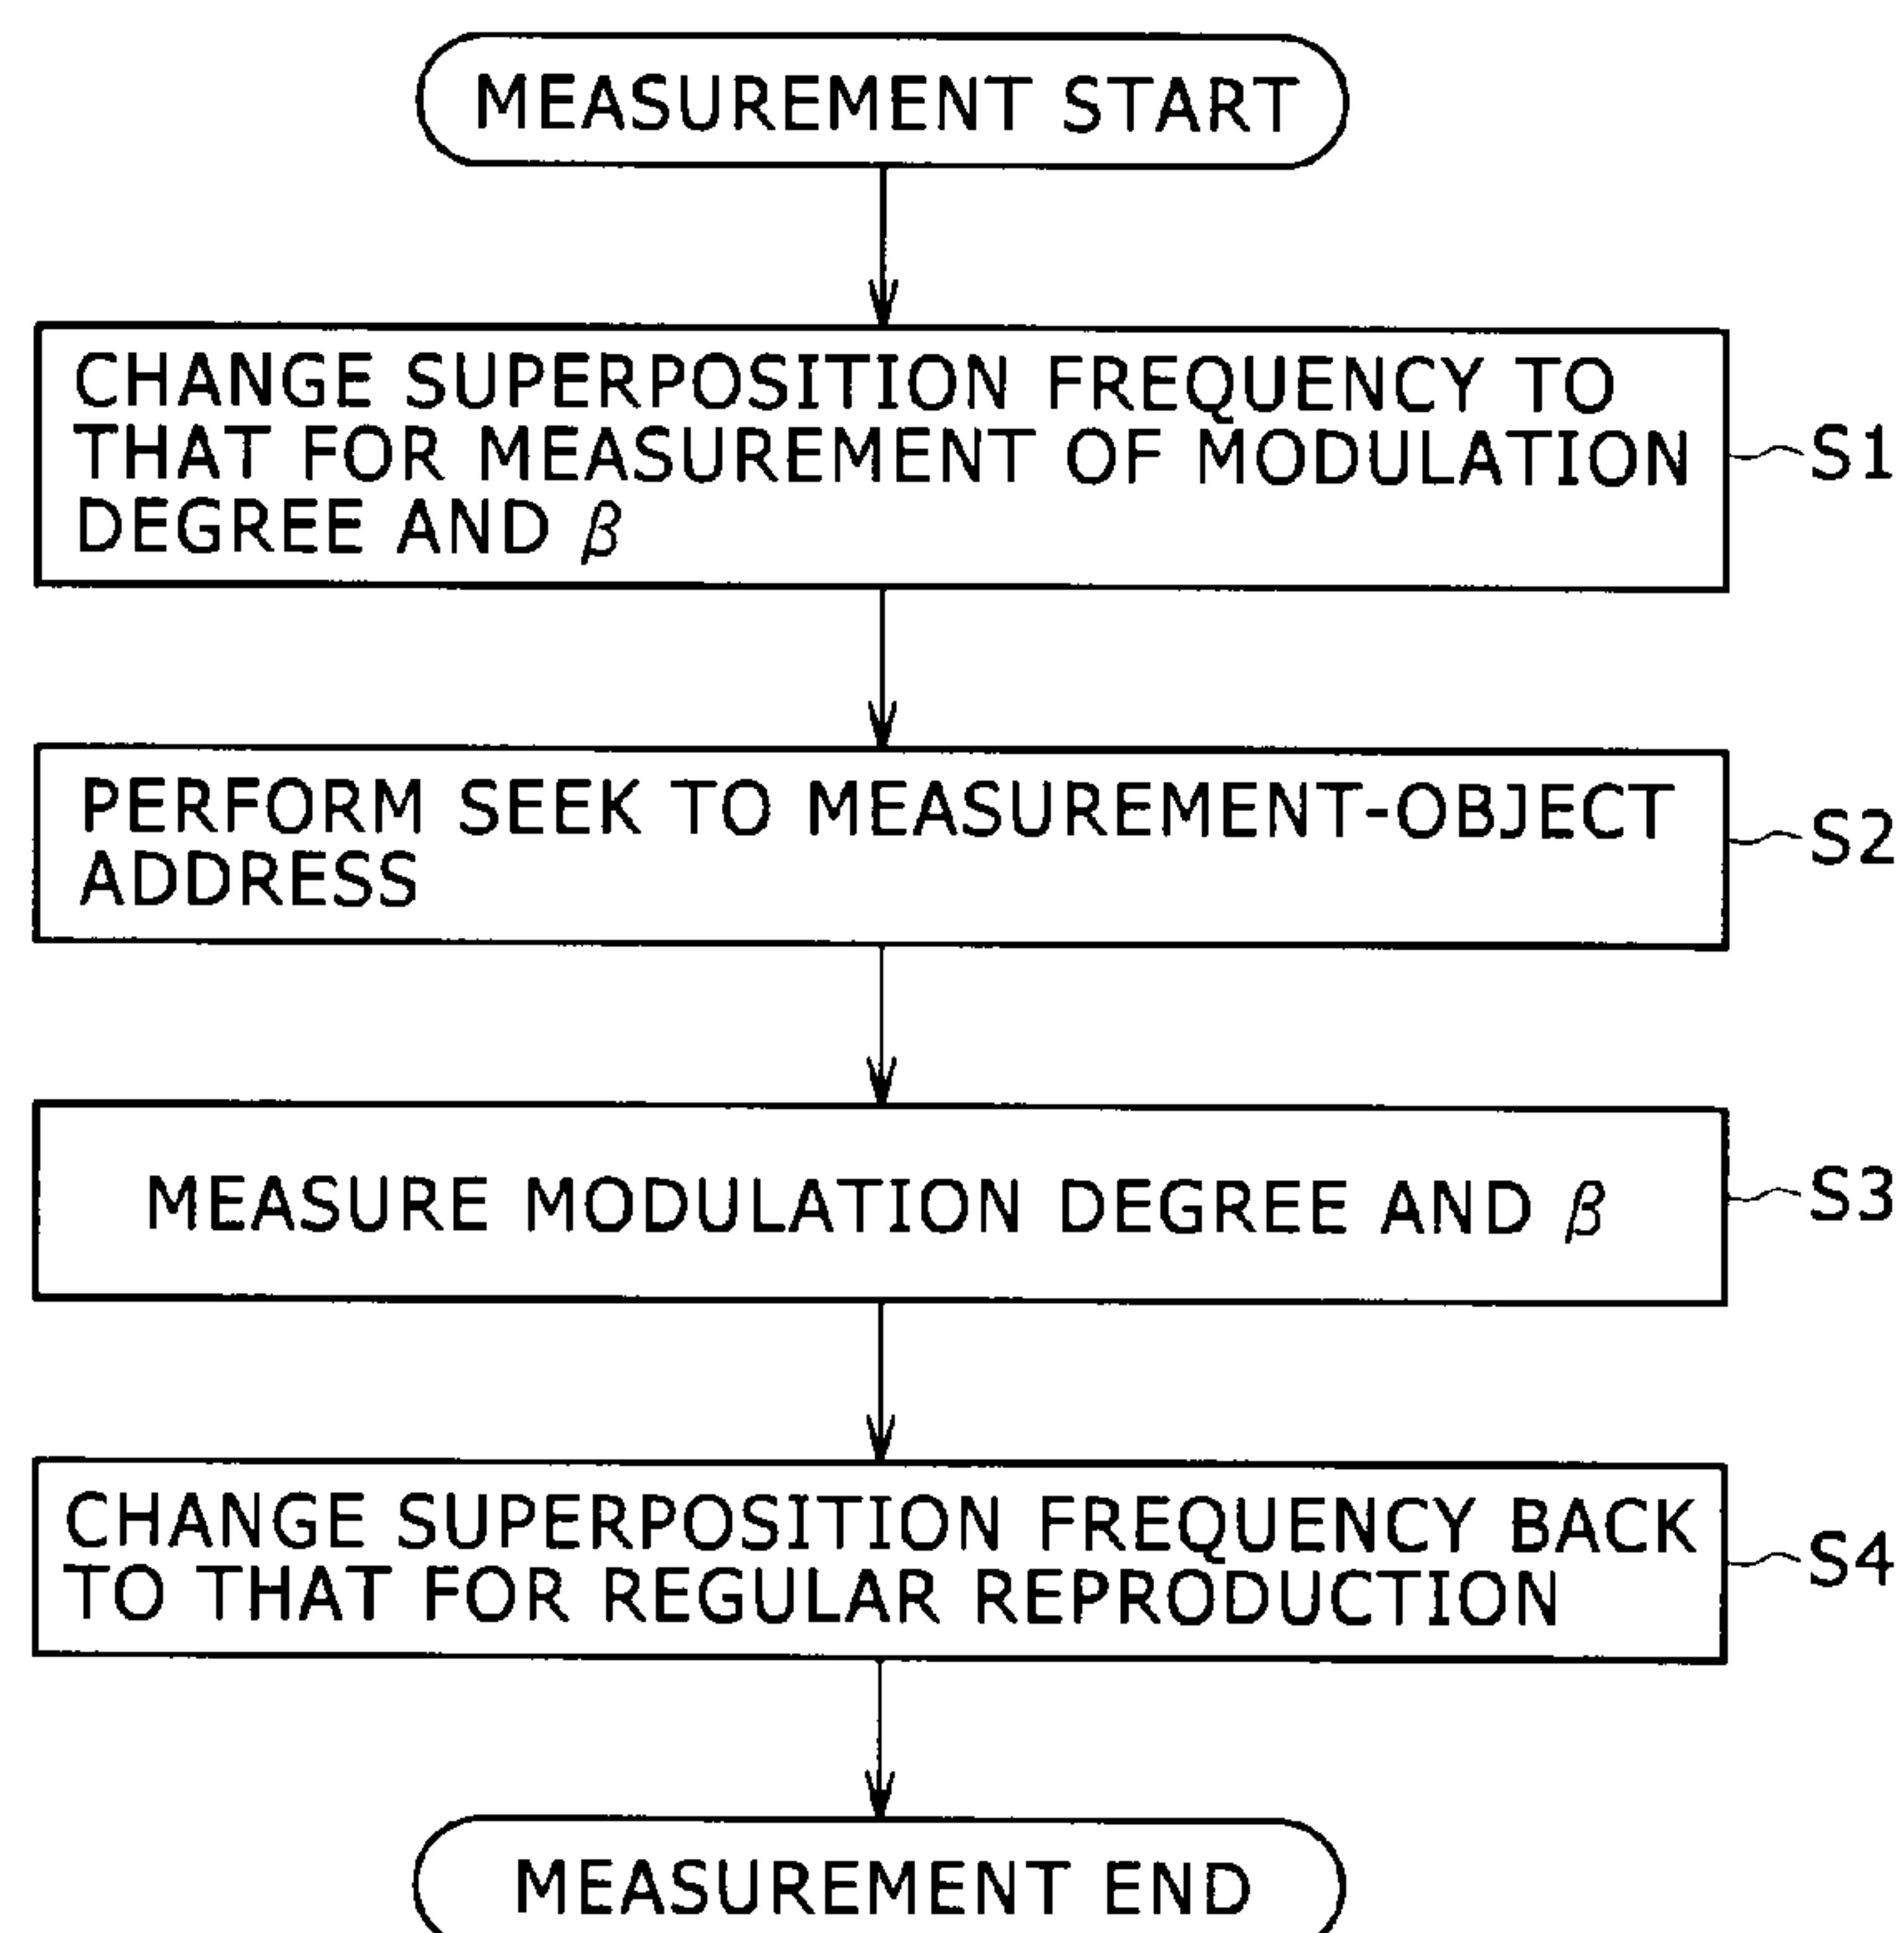 MEASUREMENT START
CHANGE SUPERPOSITION FREQUENCY TO
THAT FOR MEASUREMENT OF MODULATION
DEGREE AND β
S1
PERFORM SEEK TO MEASUREMENT-OBJECT
ADDRESS
S2
MEASURE MODULATION DEGREE AND β
S3
CHANGE SUPERPOSITION FREQUENCY BACK
TO THAT FOR REGULAR REPRODUCTION
S4
MEASUREMENT END